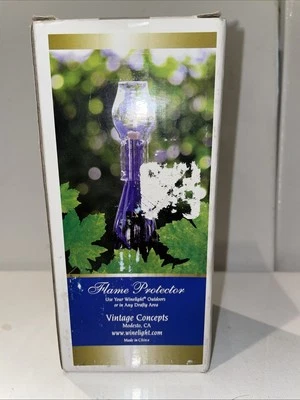 Flame Protector
Use Your Winelight® Outdoors
or in Any Drafty Area
Vintage Concepts
Modesto, CA
www.winelight.com
Made in China